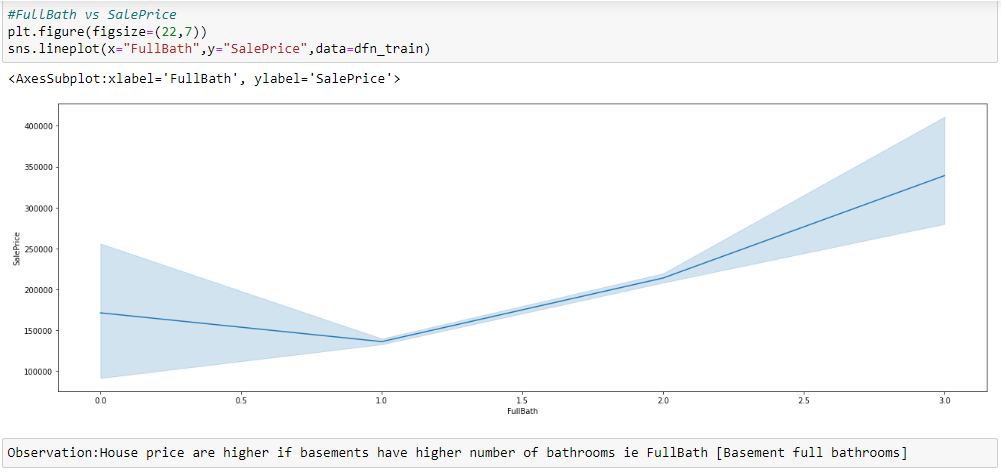 #FullBath vs SalePrice
plt.figure(figsize=(22,7))
sns.lineplot(x="FullBath",y="SalePrice",data=dfn_train)
<AxesSubplot:xlabel='FullBath', ylabel='SalePrice'>
400000
350000
300000
250000
200000
150000
100000
SalePrice
0.0 0.5 1.0 1.5 2.0 2.5 3.0
FullBath
Observation:House price are higher if basements have higher number of bathrooms ie FullBath [Basement full bathrooms]